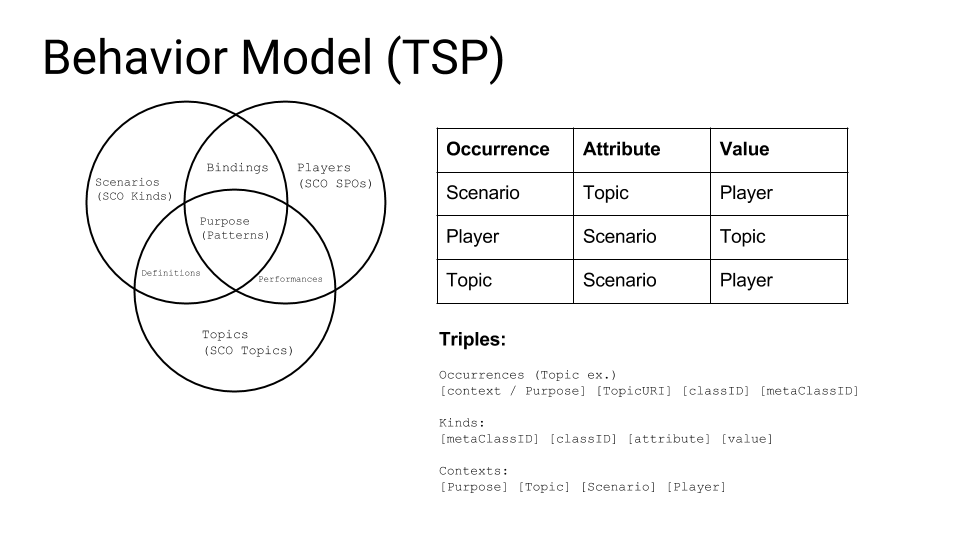 Behavior Model (TSP)
Bindings
Players
(SCO SPOs)
Scenarios
(SCO Kinds)
Purpose
(Patterns)
Definitions
Performances
Topics
(SCO Topics)
Occurrence Attribute Value
Scenario Topic Player
Player Scenario Topic
Topic Scenario Player
Triples:
Occurrences (Topic ex.)
[context / Purpose] [TopicURI] [classID] [metaClassID]
Kinds:
[metaClassID] [classID] [attribute] [value]
Contexts:
[Purpose] [Topic] [Scenario] [Player]